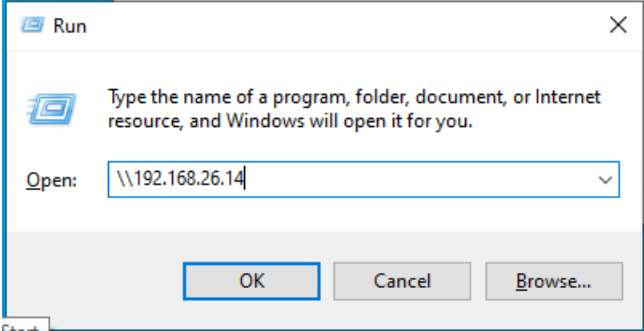 Run
Type the name of a program, folder, document, or Internet
resource, and Windows will open it for you.
Open: \\192.168.26.14
OK Cancel Browse...
Start